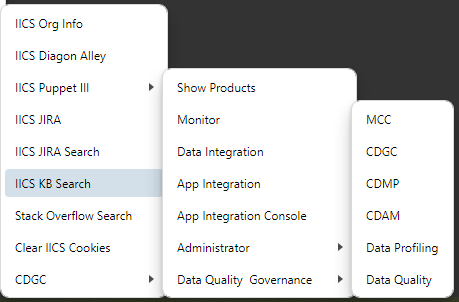 IICS Org Info
IICS Diagon Alley
IICS Puppet III
IICS JIRA
IICS JIRA Search
IICS KB Search
Stack Overflow Search
Clear IICS Cookies
CDGC
Show Products
Monitor
Data Integration
App Integration
App Integration Console
Administrator
Data Quality  Governance
MCC
CDGC
CDMP
CDAM
Data Profiling
Data Quality